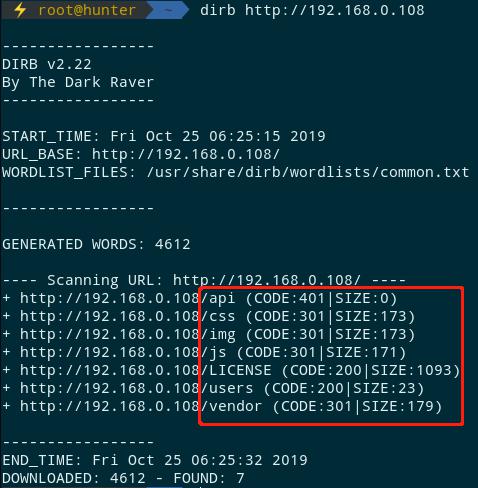 ⚡ root@hunter ~ dirb http://192.168.0.108
-----------------
DIRB v2.22
By The Dark Raver
-----------------
START_TIME: Fri Oct 25 06:25:15 2019
URL_BASE: http://192.168.0.108/
WORDLIST_FILES: /usr/share/dirb/wordlists/common.txt
-----------------
GENERATED WORDS: 4612
---- Scanning URL: http://192.168.0.108/ ----
+ http://192.168.0.108/api (CODE:401|SIZE:0)
+ http://192.168.0.108/css (CODE:301|SIZE:173)
+ http://192.168.0.108/img (CODE:301|SIZE:173)
+ http://192.168.0.108/js (CODE:301|SIZE:171)
+ http://192.168.0.108/LICENSE (CODE:200|SIZE:1093)
+ http://192.168.0.108/users (CODE:200|SIZE:23)
+ http://192.168.0.108/vendor (CODE:301|SIZE:179)
-----------------
END_TIME: Fri Oct 25 06:25:32 2019
DOWNLOADED: 4612 - FOUND: 7